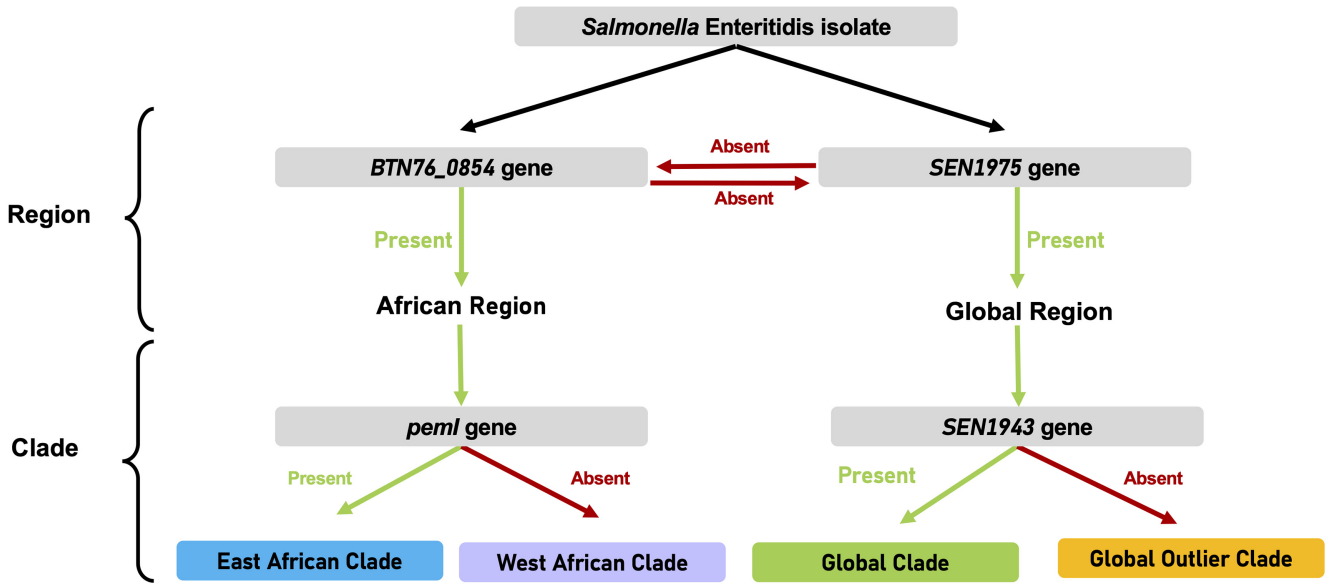 Salmonella Enteritidis isolate
BTN76_0854 gene
Absent
Absent
SEN1975 gene
Region
Present
Present
African Region
Global Region
pemI gene
SEN1943 gene
Clade
Present
Absent
Present
Absent
East African Clade
West African Clade
Global Clade
Global Outlier Clade